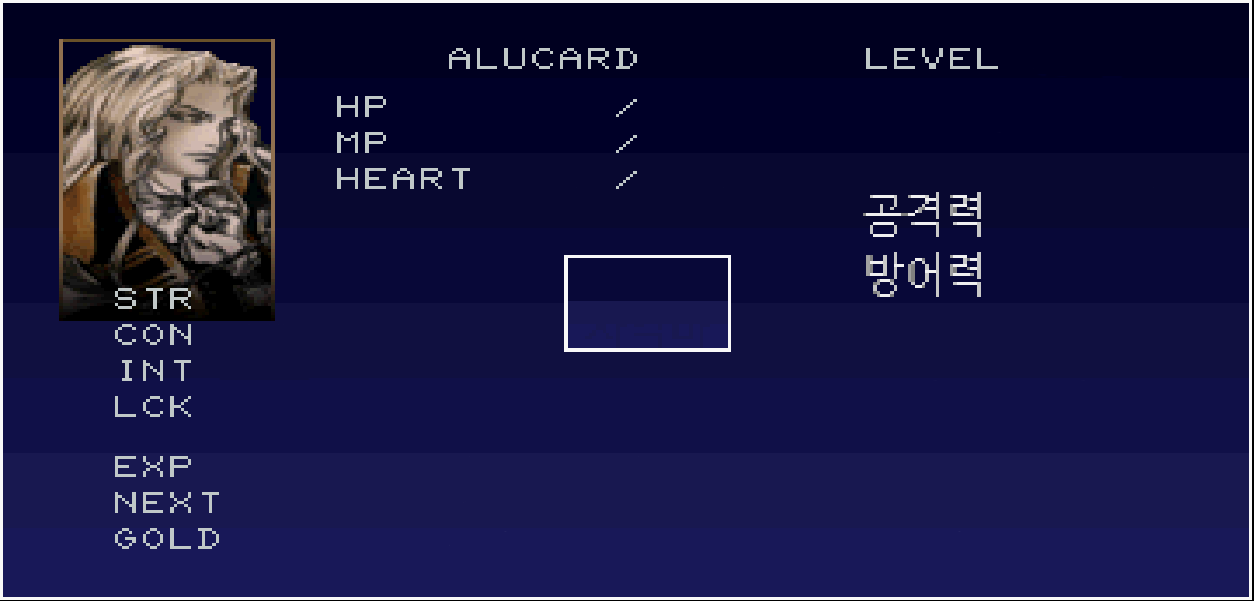 ALUCARD LEVEL
HP /
MP /
HEART /
공격력
방어력
STR
CON
INT
LCK
EXP
NEXT
GOLD